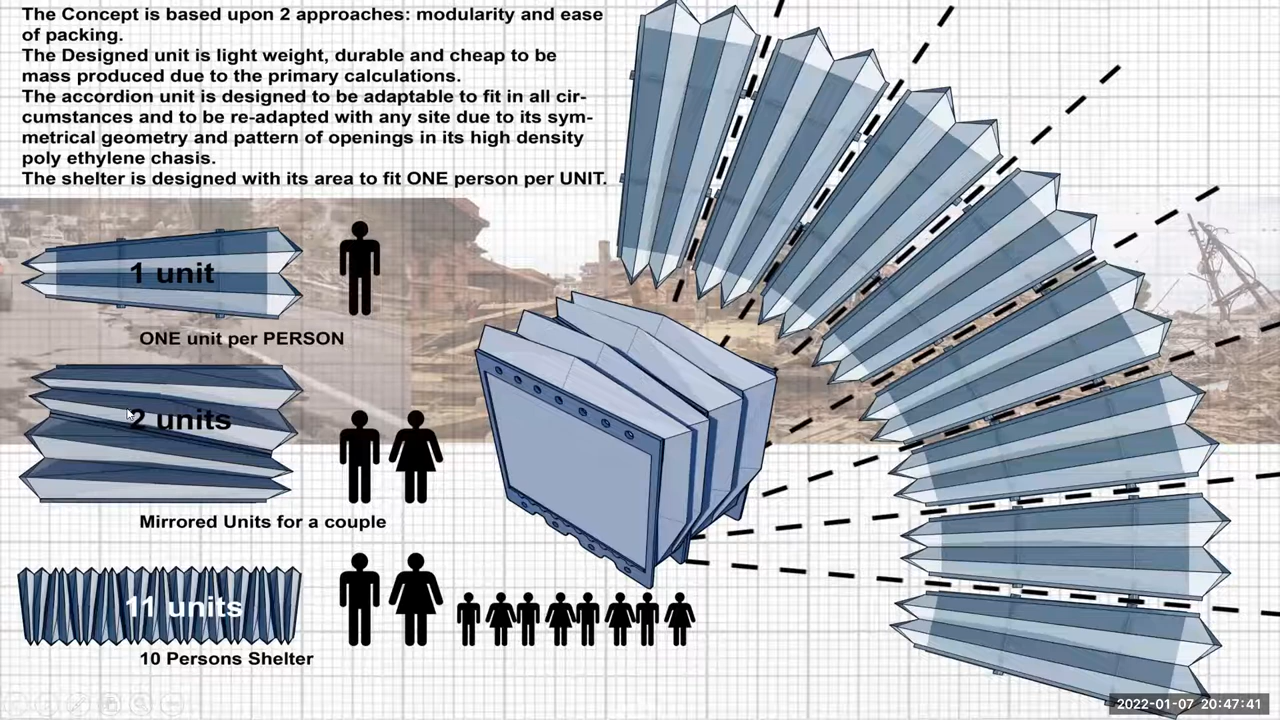 The Concept is based upon 2 approaches: modularity and ease
of packing.
The Designed unit is light weight, durable and cheap to be
mass produced due to the primary calculations.
The accordion unit is designed to be adaptable to fit in all cir-
cumstances and to be re-adapted with any site due to its sym-
metrical geometry and pattern of openings in its high density
poly ethylene chasis.
The shelter is designed with its area to fit ONE person per UNIT.
1 unit
ONE unit per PERSON
2 units
Mirrored Units for a couple
11 units
10 Persons Shelter
2022-01-07 20:47:41